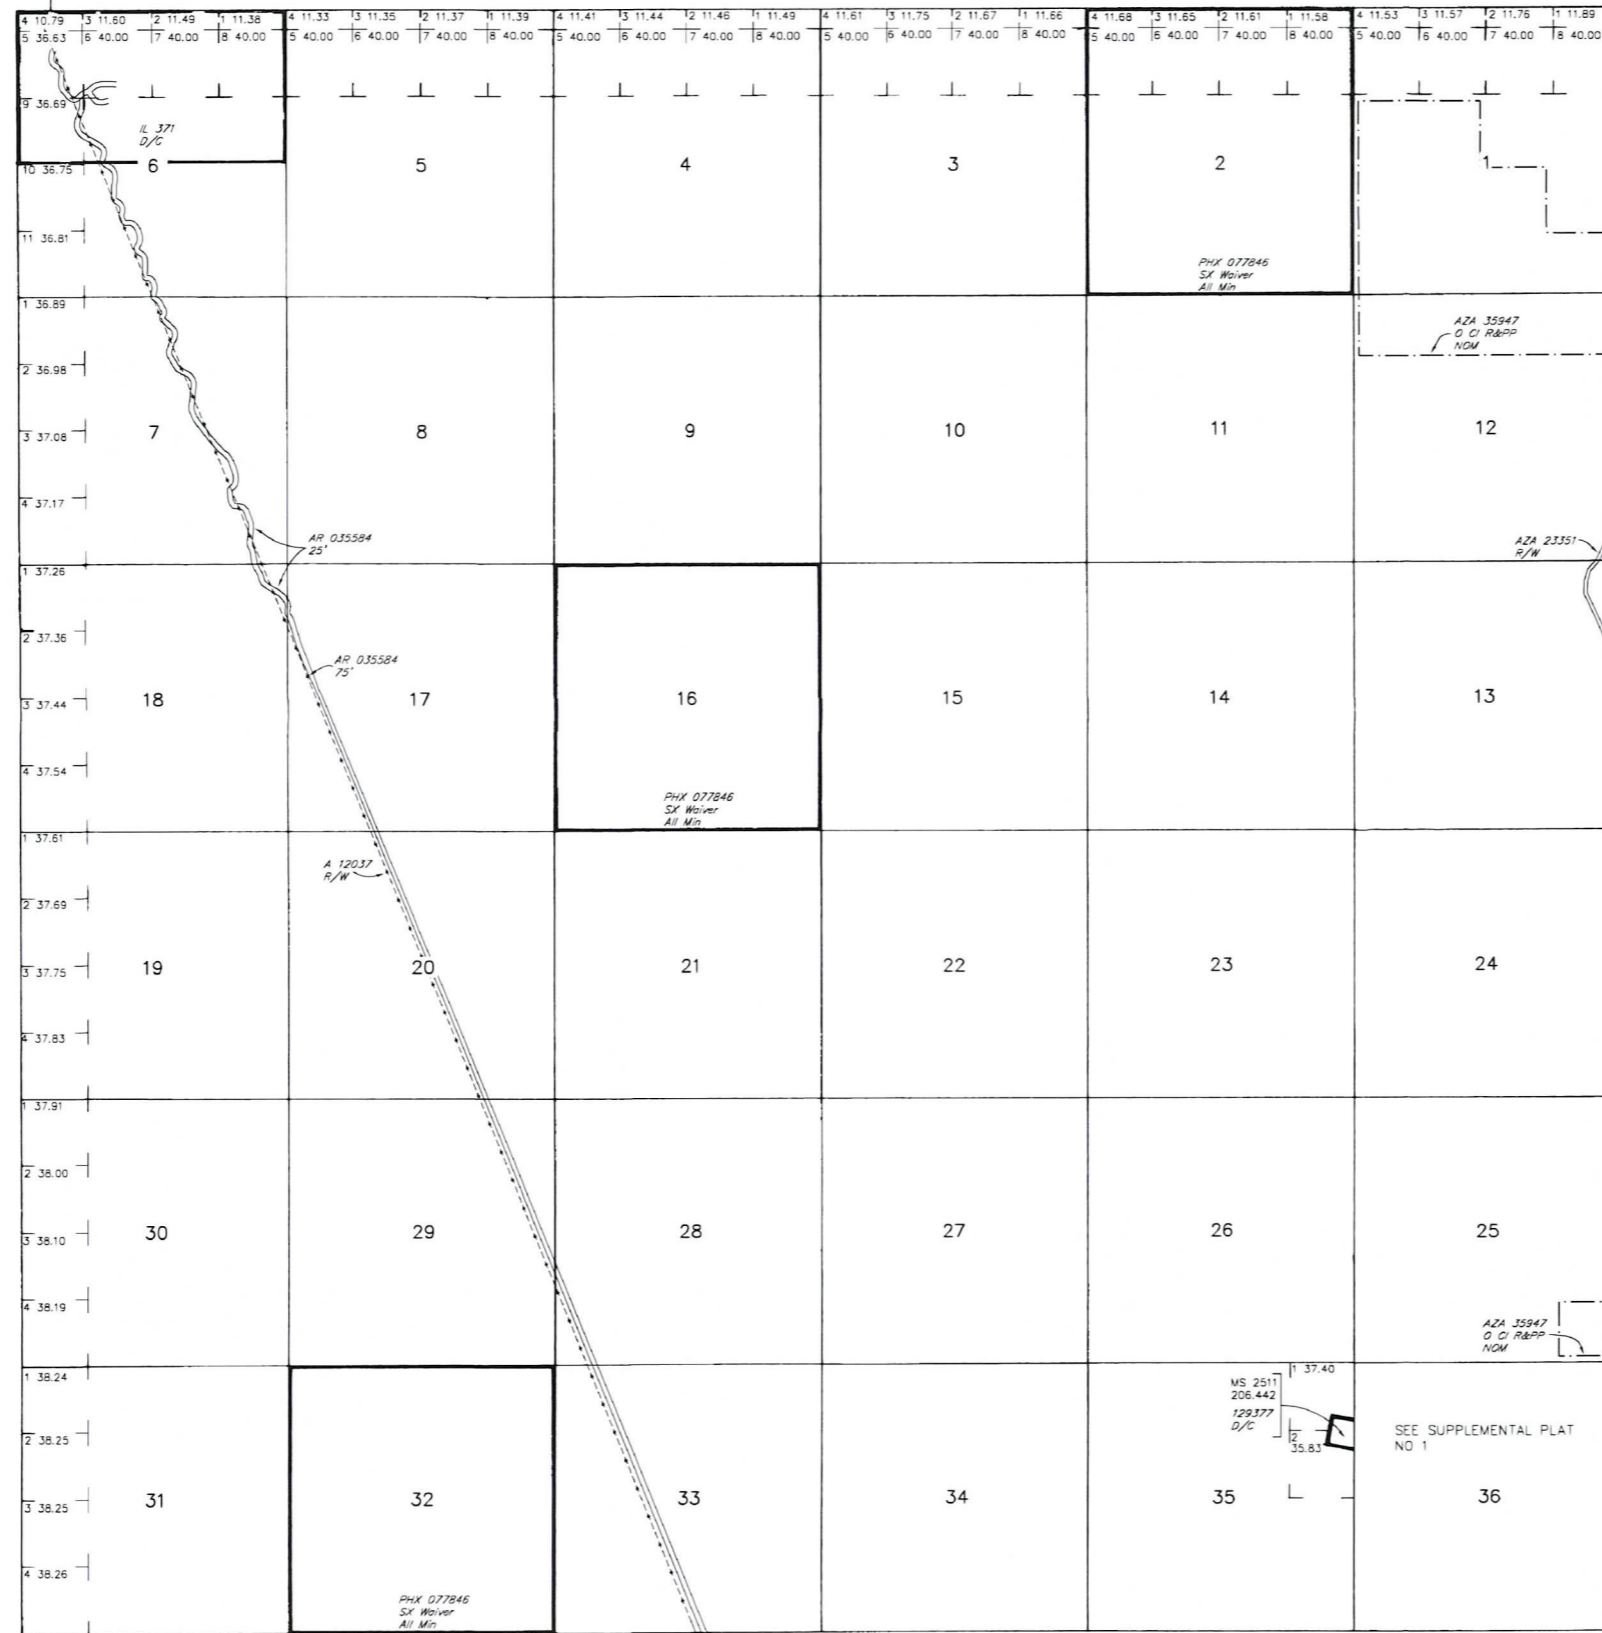 4 10.79 3 11.60 2 11.49 1 11.38 4 11.33 3 11.35 2 11.37 1 11.39 4 11.41 3 11.44 2 11.46 1 11.49 4 11.61 3 11.75 2 11.67 1 11.66 4 11.68 3 11.65 2 11.61 1 11.58 4 11.53 3 11.57 2 11.76 1 11.89
5 36.63 6 40.00 7 40.00 8 40.00 5 40.00 6 40.00 7 40.00 8 40.00 5 40.00 6 40.00 7 40.00 8 40.00 5 40.00 6 40.00 7 40.00 8 40.00 5 40.00 6 40.00 7 40.00 8 40.00 5 40.00 6 40.00 7 40.00 8 40.00
9 36.69
IL 371
D/C
10 36.75
6 5 4 3 2 1
11 36.81
PHX 077846
SX Waiver
All Min
1 36.89
AZA 35947
O Cl R&PP
NOM
2 36.98
3 37.08
7 8 9 10 11 12
4 37.17
AR 035584
25'
AZA 23351
R/W
1 37.26
2 37.36
AR 035584
75'
3 37.44
18 17 16 15 14 13
4 37.54
PHX 077846
SX Waiver
All Min
1 37.61
A 12037
R/W
2 37.69
3 37.75
19 20 21 22 23 24
4 37.83
1 37.91
2 38.00
3 38.10
30 29 28 27 26 25
4 38.19
AZA 35947
O Cl R&PP
NOM
1 38.24
1 37.40
MS 2511
206.442
129377
D/C
2 38.25
2
35.83
SEE SUPPLEMENTAL PLAT
NO 1
3 38.25
31 32 33 34 35 36
4 38.26
PHX 077846
SX Waiver
All Min